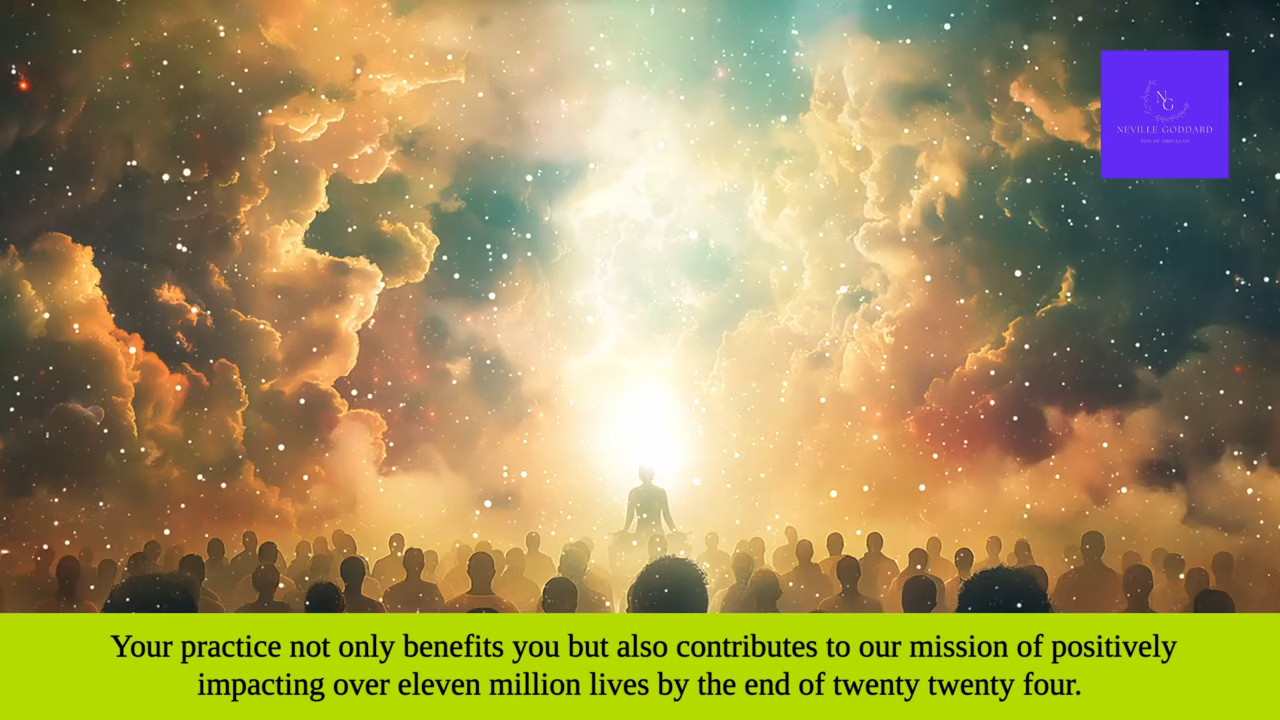 NG
NEVILLE GODDARD
Your practice not only benefits you but also contributes to our mission of positively
impacting over eleven million lives by the end of twenty twenty four.